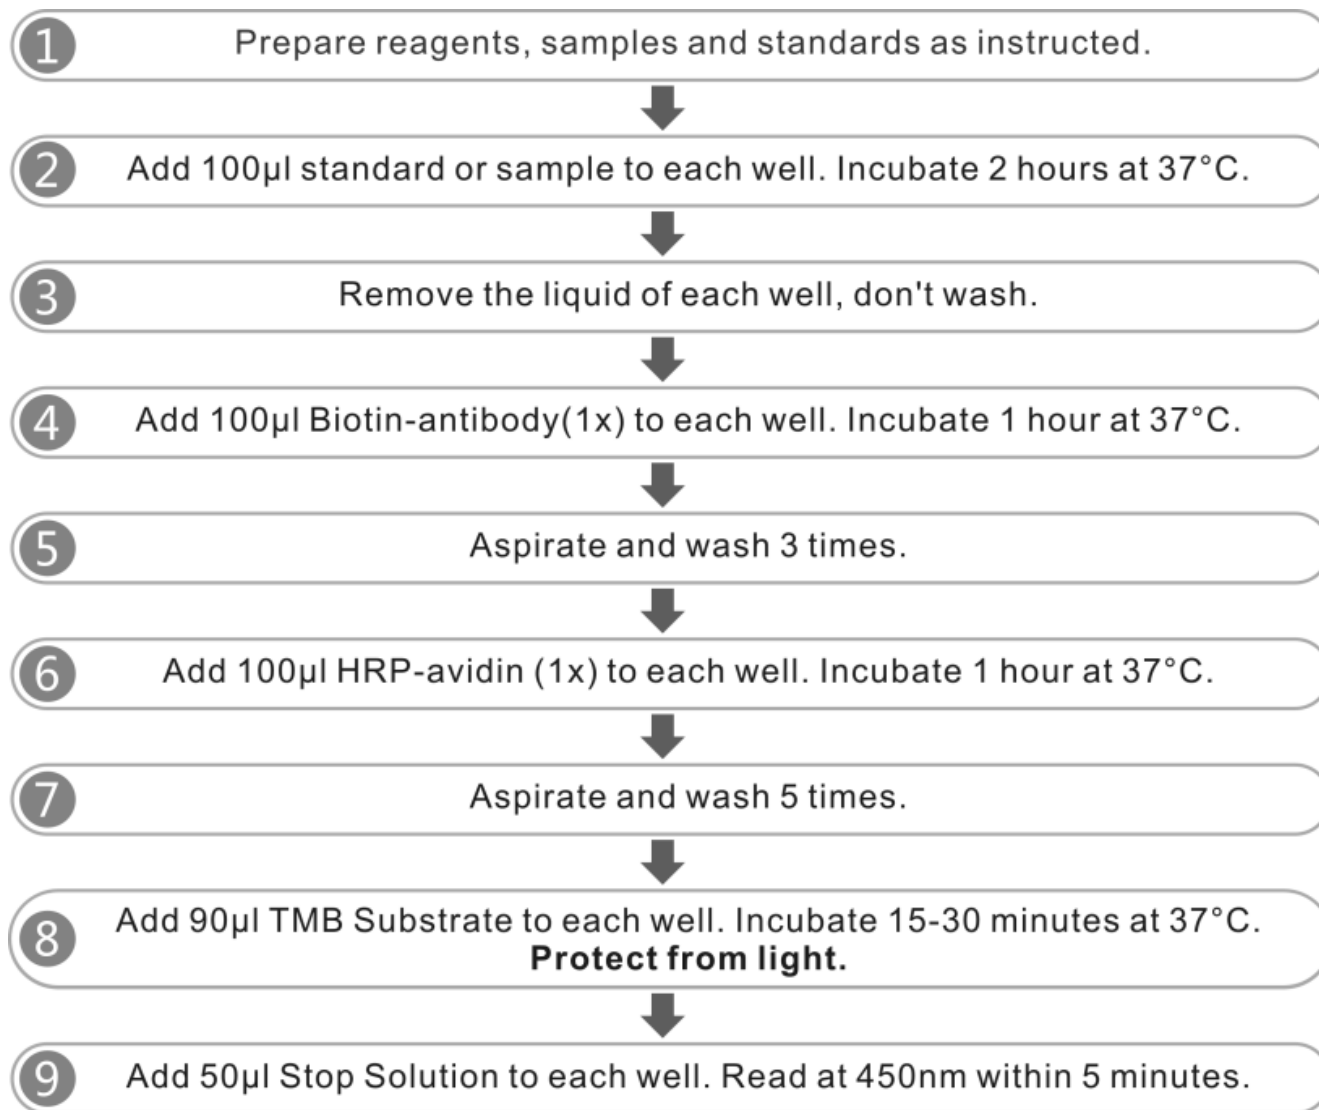 1 Prepare reagents, samples and standards as instructed.
2 Add 100µl standard or sample to each well. Incubate 2 hours at 37°C.
3 Remove the liquid of each well, don't wash.
4 Add 100µl Biotin-antibody(1x) to each well. Incubate 1 hour at 37°C.
5 Aspirate and wash 3 times.
6 Add 100µl HRP-avidin (1x) to each well. Incubate 1 hour at 37°C.
7 Aspirate and wash 5 times.
8 Add 90µl TMB Substrate to each well. Incubate 15-30 minutes at 37°C.
Protect from light.
9 Add 50µl Stop Solution to each well. Read at 450nm within 5 minutes.